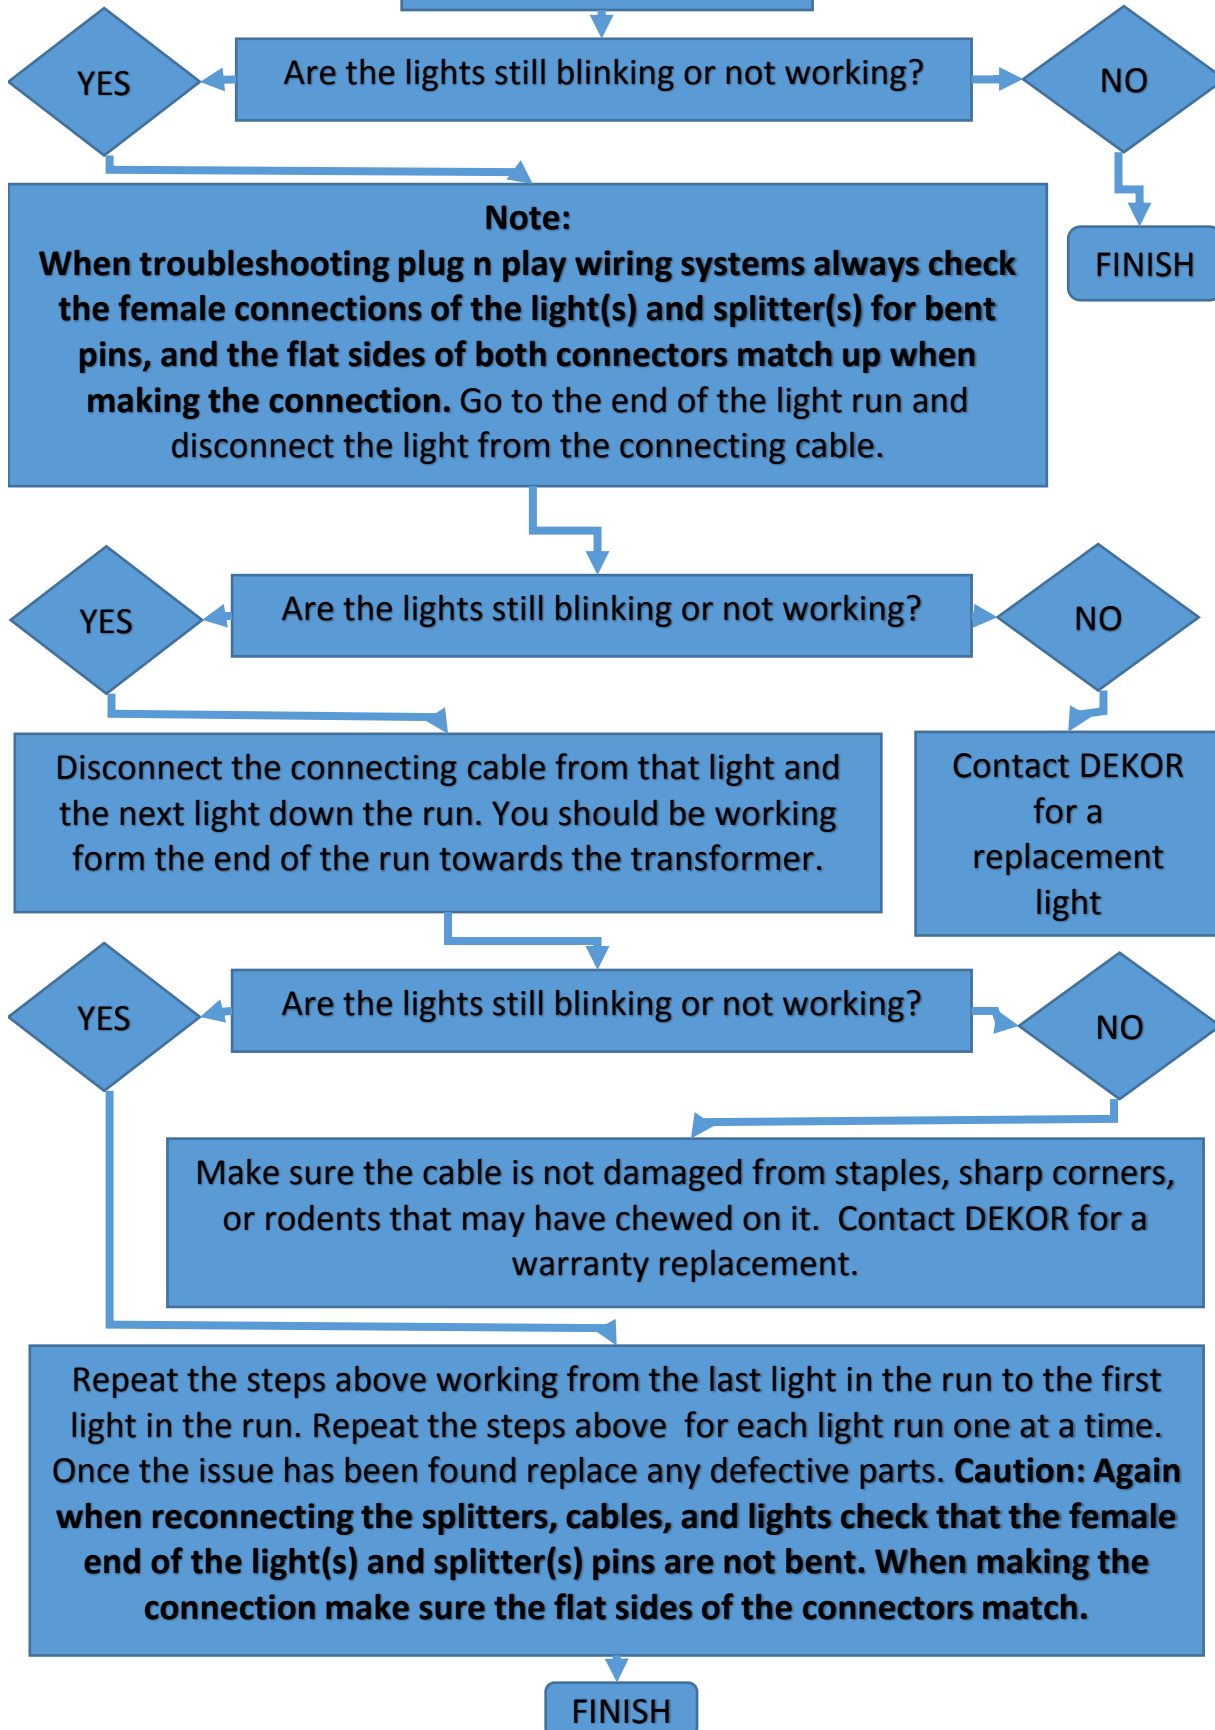 Are the lights still blinking or not working?
YES
NO
FINISH
Note:
When troubleshooting plug n play wiring systems always check
the female connections of the light(s) and splitter(s) for bent
pins, and the flat sides of both connectors match up when
making the connection. Go to the end of the light run and
disconnect the light from the connecting cable.
Are the lights still blinking or not working?
YES
NO
Disconnect the connecting cable from that light and
the next light down the run. You should be working
form the end of the run towards the transformer.
Contact DEKOR
for a
replacement
light
Are the lights still blinking or not working?
YES
NO
Make sure the cable is not damaged from staples, sharp corners,
or rodents that may have chewed on it.  Contact DEKOR for a
warranty replacement.
Repeat the steps above working from the last light in the run to the first
light in the run. Repeat the steps above  for each light run one at a time.
Once the issue has been found replace any defective parts. Caution: Again
when reconnecting the splitters, cables, and lights check that the female
end of the light(s) and splitter(s) pins are not bent. When making the
connection make sure the flat sides of the connectors match.
FINISH